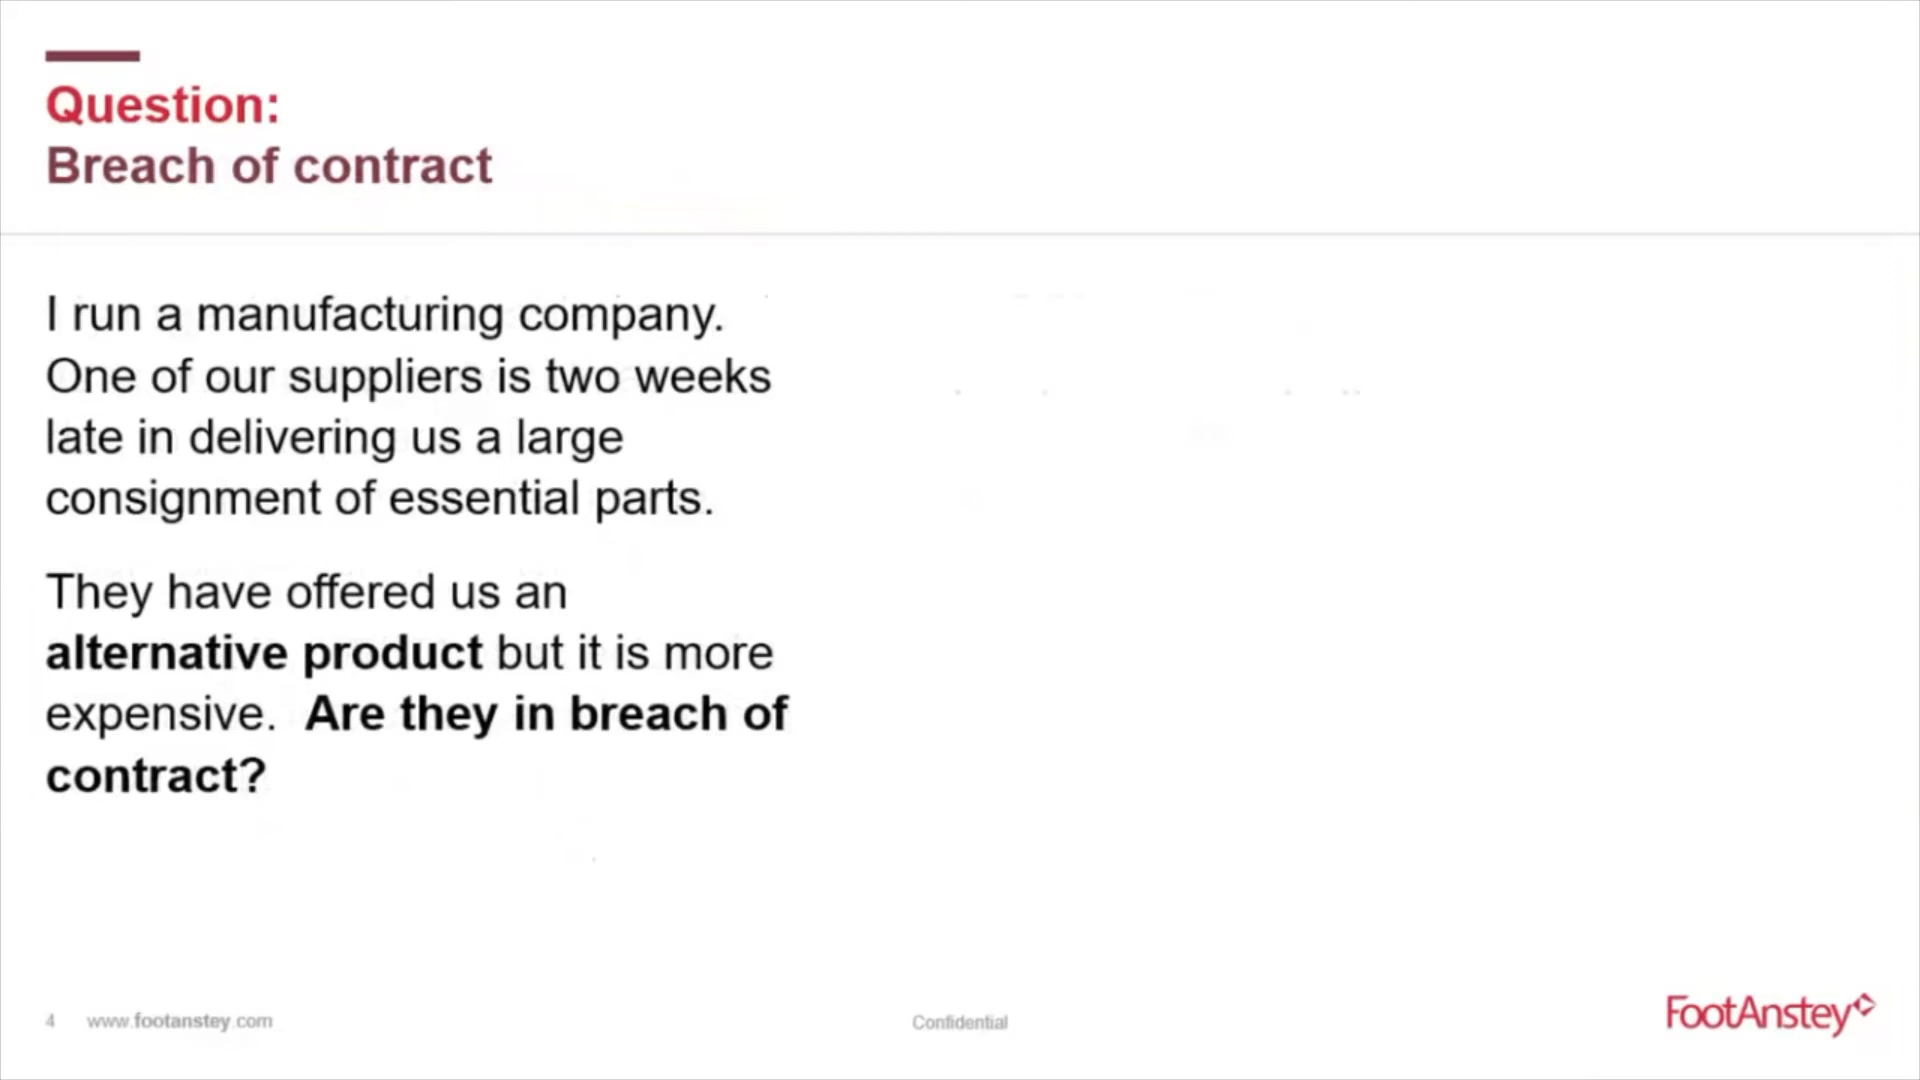 Question:
Breach of contract
I run a manufacturing company.
One of our suppliers is two weeks
late in delivering us a large
consignment of essential parts.
They have offered us an
alternative product but it is more
expensive. Are they in breach of
contract?
4 www.footanstey.com
Confidential
FootAnstey